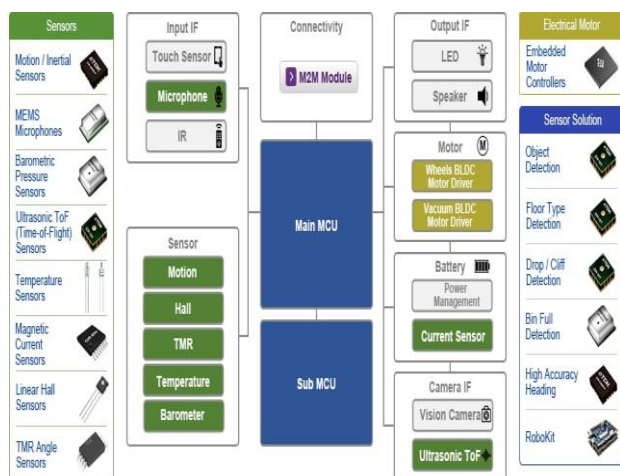 Sensors
Motion / Inertial
Sensors
MEMS
Microphones
Barometric
Pressure
Sensors
Ultrasonic ToF
(Time-of-Flight)
Sensors
Temperature
Sensors
Magnetic
Current
Sensors
Linear Hall
Sensors
TMR Angle
Sensors
Input IF
Touch Sensor
Microphone
IR
Sensor
Motion
Hall
TMR
Temperature
Barometer
Connectivity
M2M Module
Main MCU
Sub MCU
Output IF
LED
Speaker
Motor
M
Wheels BLDC
Motor Driver
Vacuum BLDC
Motor Driver
Battery
Power
Management
Current Sensor
Camera IF
Vision Camera
Ultrasonic ToF
Electrical Motor
Embedded
Motor
Controllers
Sensor Solution
Object
Detection
Floor Type
Detection
Drop / Cliff
Detection
Bin Full
Detection
High Accuracy
Heading
RoboKit